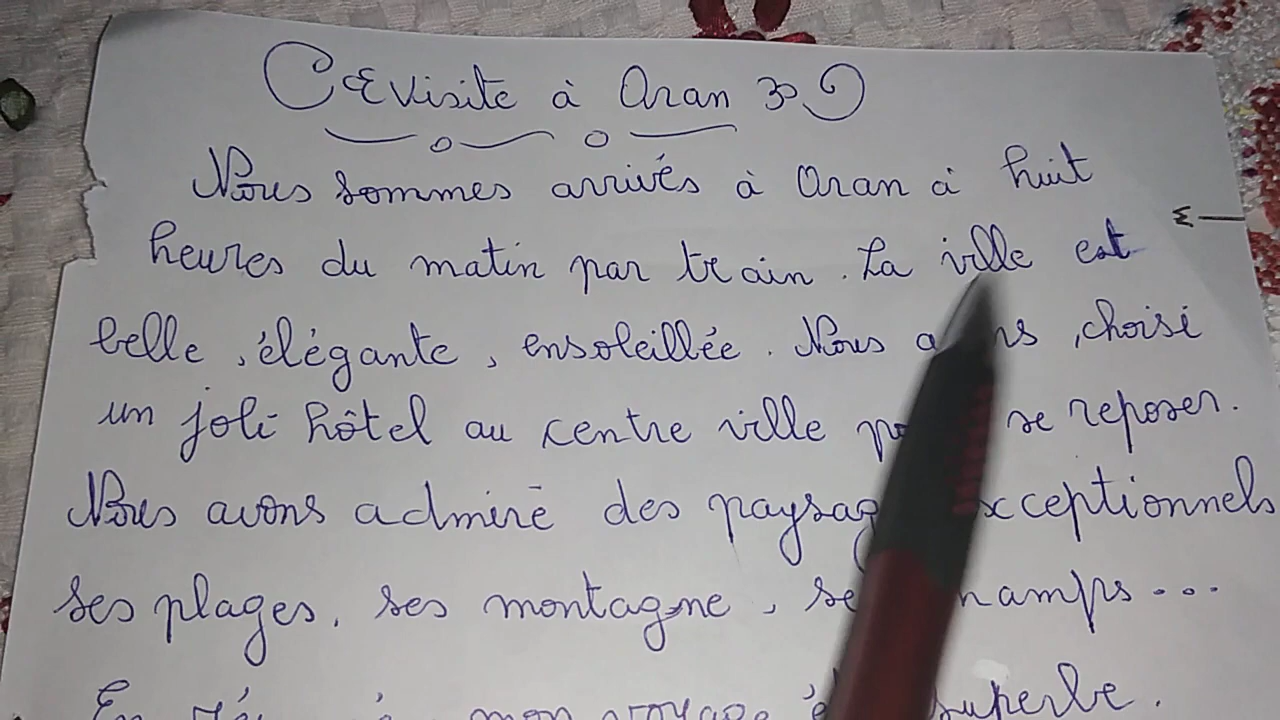 Visite à Oran
Nous sommes arrivés à Oran à huit
heures du matin par train. La ville est
belle, élégante, ensoleillée. Nous choisi
un joli hôtel au centre ville se reposer.
Nous avons admiré des exceptionnels
ses plages, ses montagne,
mon voyage superbe.